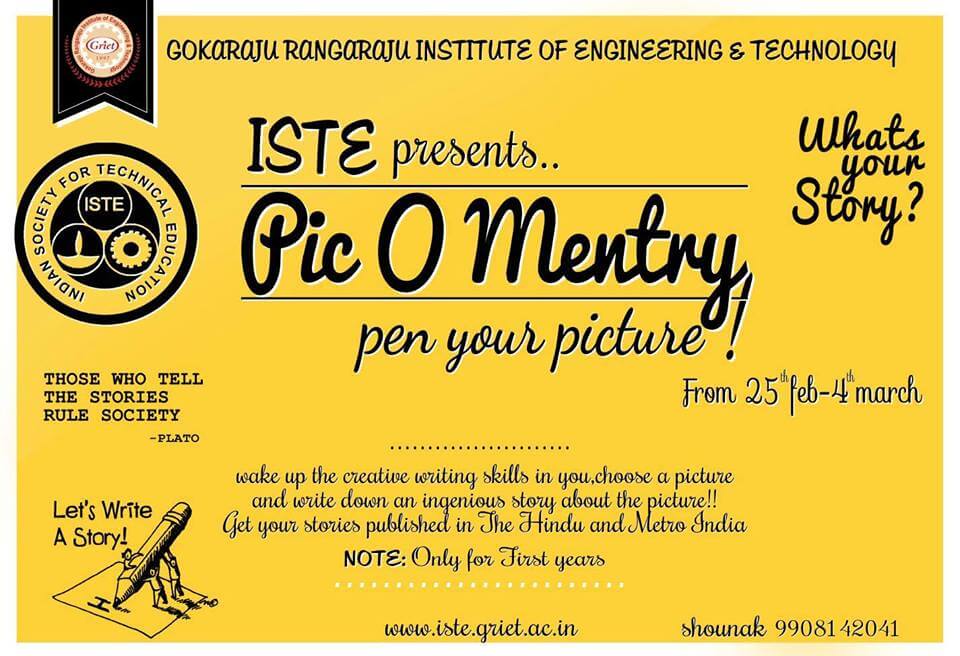 Griet
GOKARAJU RANGARAJU INSTITUTE OF ENGINEERING & TECHNOLOGY
ISTE presents..
Pic O Mentry,
pen your picture !
Whats
your
Story?
INDIAN SOCIETY FOR TECHNICAL EDUCATION
ISTE
From 25th feb-4th march
THOSE WHO TELL
THE STORIES
RULE SOCIETY
-PLATO
wake up the creative writing skills in you,choose a picture
and write down an ingenious story about the picture!!
Get your stories published in The Hindu and Metro India
NOTE: Only for First years
Let's Write
A Story!
www.iste.griet.ac.in
shounak 9908142041